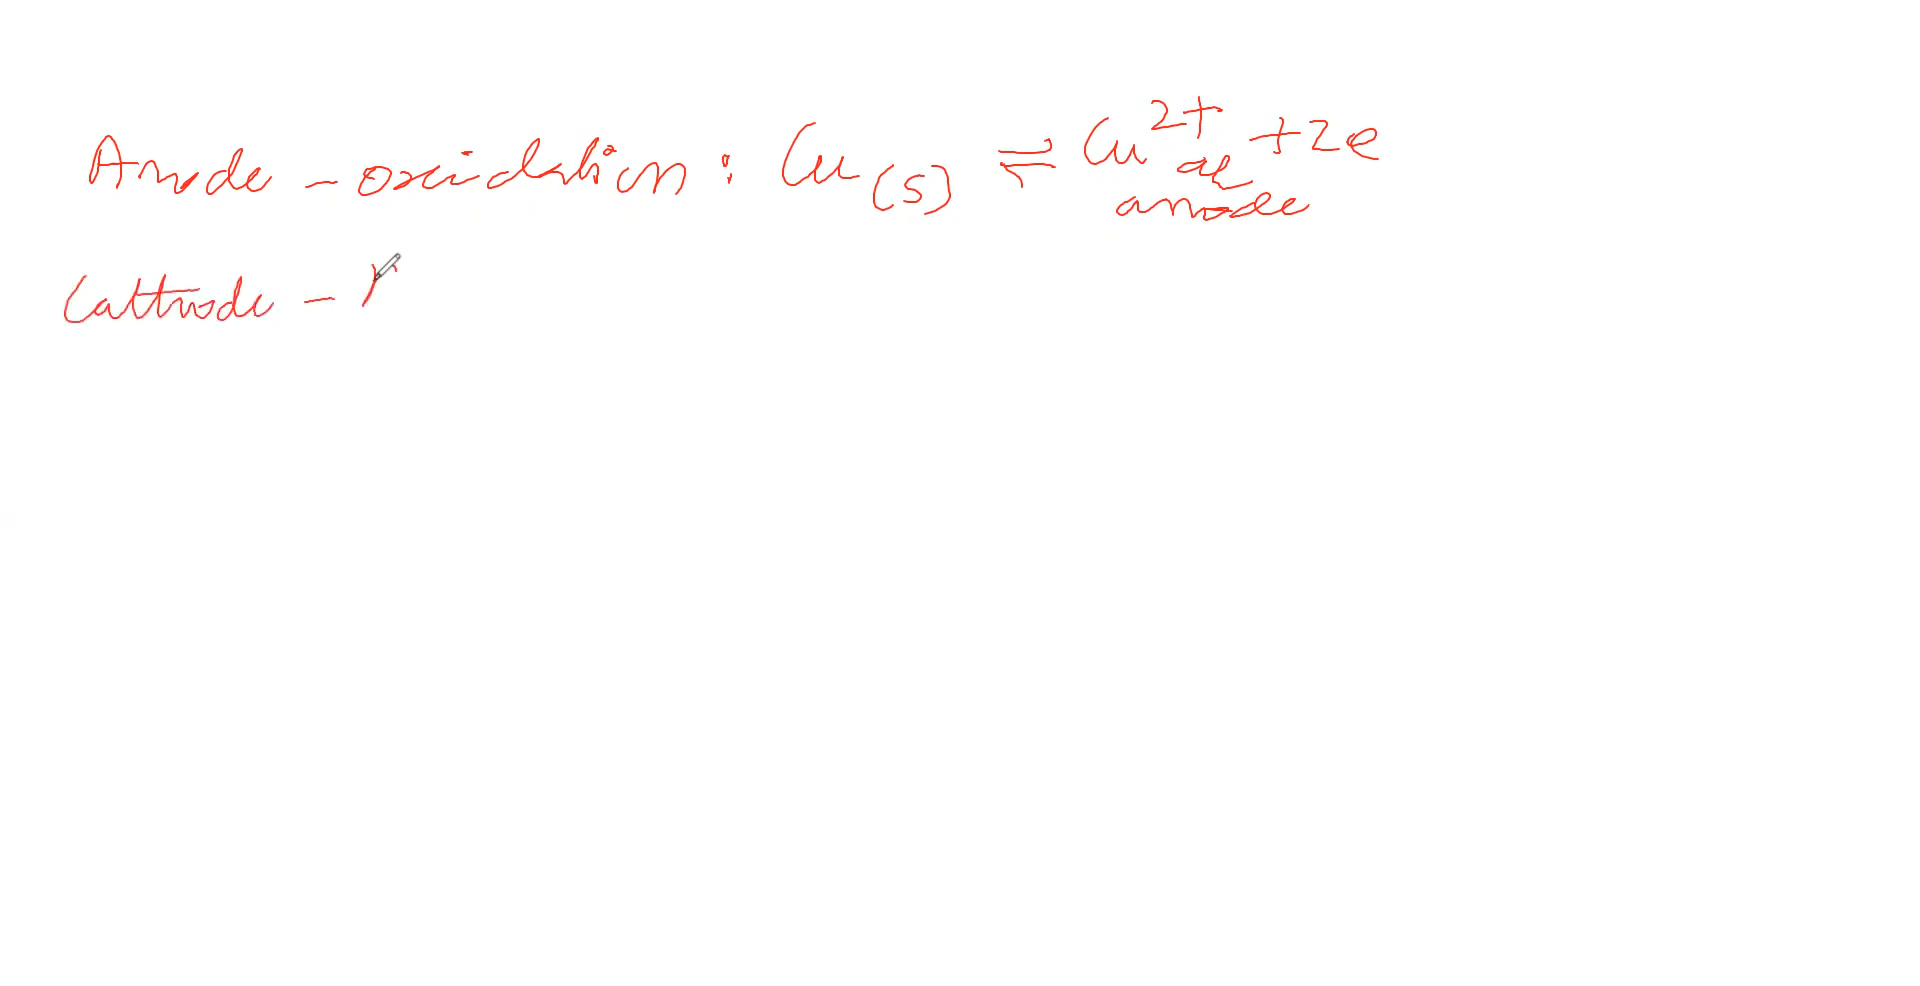 Anode - oxidation : Cu(s) ⇌ Cu²⁺ aq + 2e
anode
Cathode - r